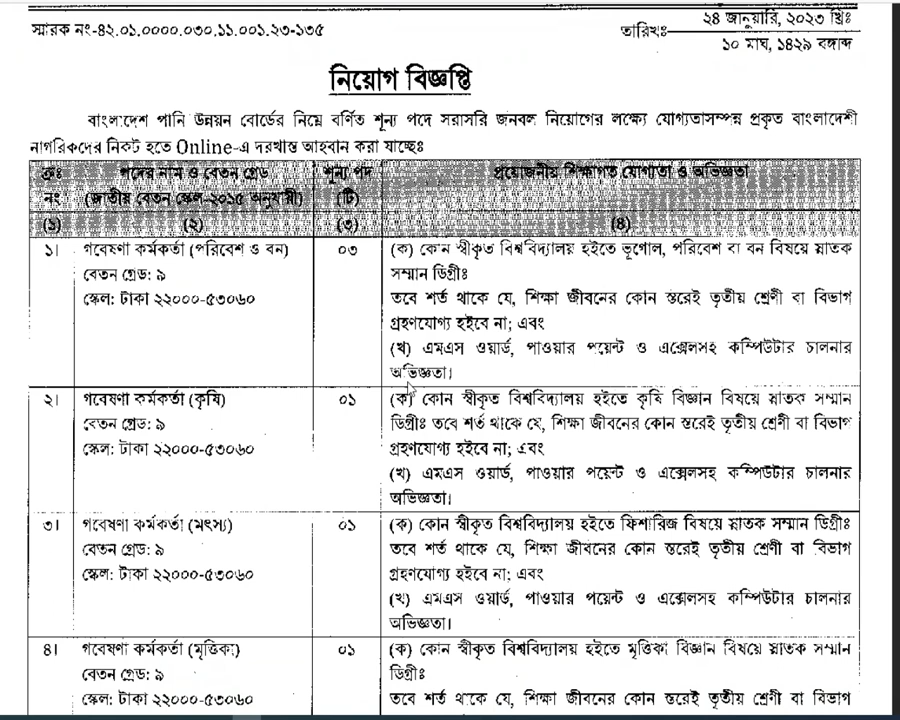 ২৪ জানুয়ারি, ২০২৩ খ্রিঃ
স্মারক নং-৪২.০১.০০০০.০৩০.১১.০০১.২৩-১৩৫
তারিখঃ
১০ মাঘ, ১৪২৯ বঙ্গাব্দ
নিয়োগ বিজ্ঞপ্তি
বাংলাদেশ পানি উন্নয়ন বোর্ডের নিম্নে বর্ণিত শূন্য পদে সরাসরি জনবল নিয়োগের লক্ষ্যে যোগ্যতাসম্পন্ন প্রকৃত বাংলাদেশী
নাগরিকদের নিকট হতে Online-এ দরখাস্ত আহবান করা যাচ্ছেঃ
ক্রঃ নং
পদের নাম ও বেতন গ্রেড
(জাতীয় বেতন স্কেল-২০১৫ অনুযায়ী)
শূন্য পদ
(টি)
প্রয়োজনীয় শিক্ষাগত যোগ্যতা ও অভিজ্ঞতা
(১) (২) (৩) (৪)
১। গবেষণা কর্মকর্তা (পরিবেশ ও বন)
বেতন গ্রেড: ৯
স্কেল: টাকা ২২০০০-৫৩০৬০
০৩
(ক) কোন স্বীকৃত বিশ্ববিদ্যালয় হইতে ভূগোল, পরিবেশ বা বন বিষয়ে স্নাতক
সম্মান ডিগ্রীঃ
তবে শর্ত থাকে যে, শিক্ষা জীবনের কোন স্তরেই তৃতীয় শ্রেণী বা বিভাগ
গ্রহণযোগ্য হইবে না; এবং
(খ) এমএস ওয়ার্ড, পাওয়ার পয়েন্ট ও এক্সেলসহ কম্পিউটার চালনার
অভিজ্ঞতা।
২। গবেষণা কর্মকর্তা (কৃষি)
বেতন গ্রেড: ৯
স্কেল: টাকা ২২০০০-৫৩০৬০
০১
(ক) কোন স্বীকৃত বিশ্ববিদ্যালয় হইতে কৃষি বিজ্ঞান বিষয়ে স্নাতক সম্মান
ডিগ্রীঃ তবে শর্ত থাকে যে, শিক্ষা জীবনের কোন স্তরেই তৃতীয় শ্রেণী বা বিভাগ
গ্রহণযোগ্য হইবে না; এবং
(খ) এমএস ওয়ার্ড, পাওয়ার পয়েন্ট ও এক্সেলসহ কম্পিউটার চালনার
অভিজ্ঞতা।
৩। গবেষণা কর্মকর্তা (মৎস্য)
বেতন গ্রেড: ৯
স্কেল: টাকা ২২০০০-৫৩০৬০
০১
(ক) কোন স্বীকৃত বিশ্ববিদ্যালয় হইতে ফিশারিজ বিষয়ে স্নাতক সম্মান ডিগ্রীঃ
তবে শর্ত থাকে যে, শিক্ষা জীবনের কোন স্তরেই তৃতীয় শ্রেণী বা বিভাগ
গ্রহণযোগ্য হইবে না; এবং
(খ) এমএস ওয়ার্ড, পাওয়ার পয়েন্ট ও এক্সেলসহ কম্পিউটার চালনার
অভিজ্ঞতা।
৪। গবেষণা কর্মকর্তা (মৃত্তিকা)
বেতন গ্রেড: ৯
স্কেল: টাকা ২২০০০-৫৩০৬০
০১
(ক) কোন স্বীকৃত বিশ্ববিদ্যালয় হইতে মৃত্তিকা বিজ্ঞান বিষয়ে স্নাতক সম্মান
ডিগ্রীঃ
তবে শর্ত থাকে যে, শিক্ষা জীবনের কোন স্তরেই তৃতীয় শ্রেণী বা বিভাগ